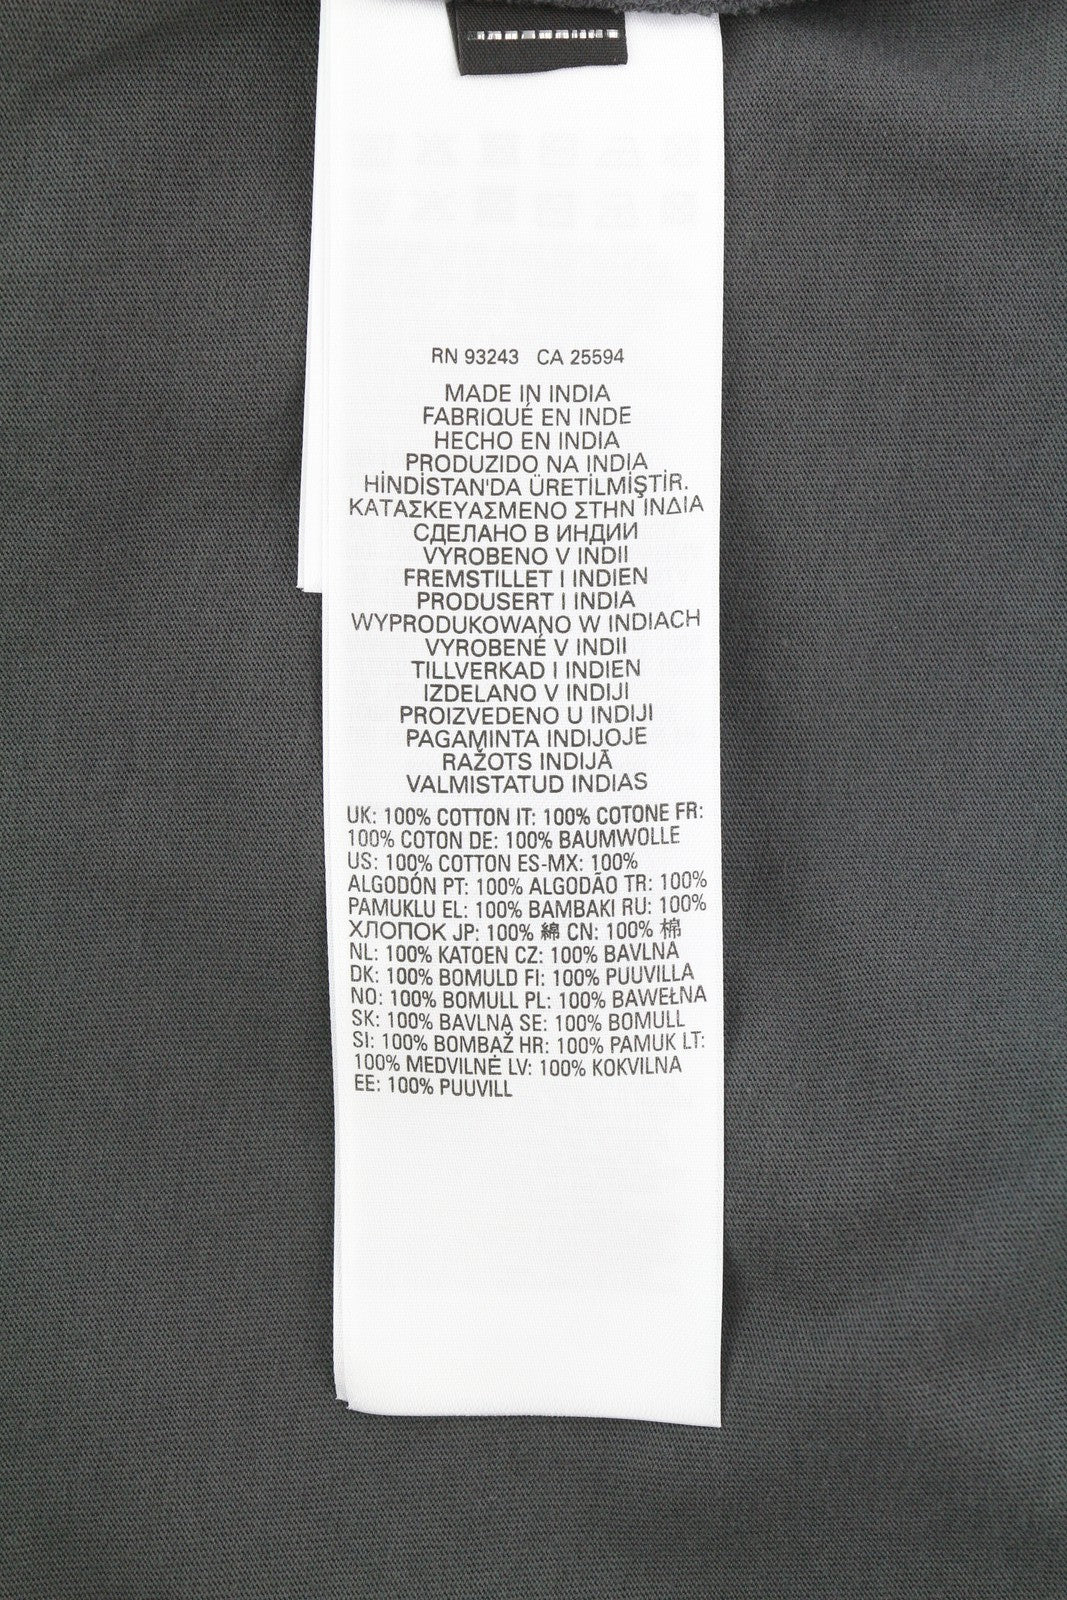 RN 93243 CA 25594
MADE IN INDIA
FABRIQUÉ EN INDE
HECHO EN INDIA
PRODUZIDO NA INDIA
HİNDİSTAN'DA ÜRETİLMİŞTİR.
ΚΑΤΑΣΚΕΥΑΣΜΕΝΟ ΣΤΗΝ ΙΝΔΙΑ
СДЕЛАНО В ИНДИИ
VYROBENO V INDII
FREMSTILLET I INDIEN
PRODUSERT I INDIA
WYPRODUKOWANO W INDIACH
VYROBENÉ V INDII
TILLVERKAD I INDIEN
IZDELANO V INDIJI
PROIZVEDENO U INDIJI
PAGAMINTA INDIJOJE
RAŽOTS INDIJĀ
VALMISTATUD INDIAS
UK: 100% COTTON IT: 100% COTONE FR:
100% COTON DE: 100% BAUMWOLLE
US: 100% COTTON ES-MX: 100%
ALGODÓN PT: 100% ALGODÃO TR: 100%
PAMUKLU EL: 100% BAMBAKI RU: 100%
ХЛОПОК JP: 100% 綿 CN: 100% 棉
NL: 100% KATOEN CZ: 100% BAVLNA
DK: 100% BOMULD FI: 100% PUUVILLA
NO: 100% BOMULL PL: 100% BAWEŁNA
SK: 100% BAVLNA SE: 100% BOMULL
SI: 100% BOMBAŽ HR: 100% PAMUK LT:
100% MEDVILNĖ LV: 100% KOKVILNA
EE: 100% PUUVILL